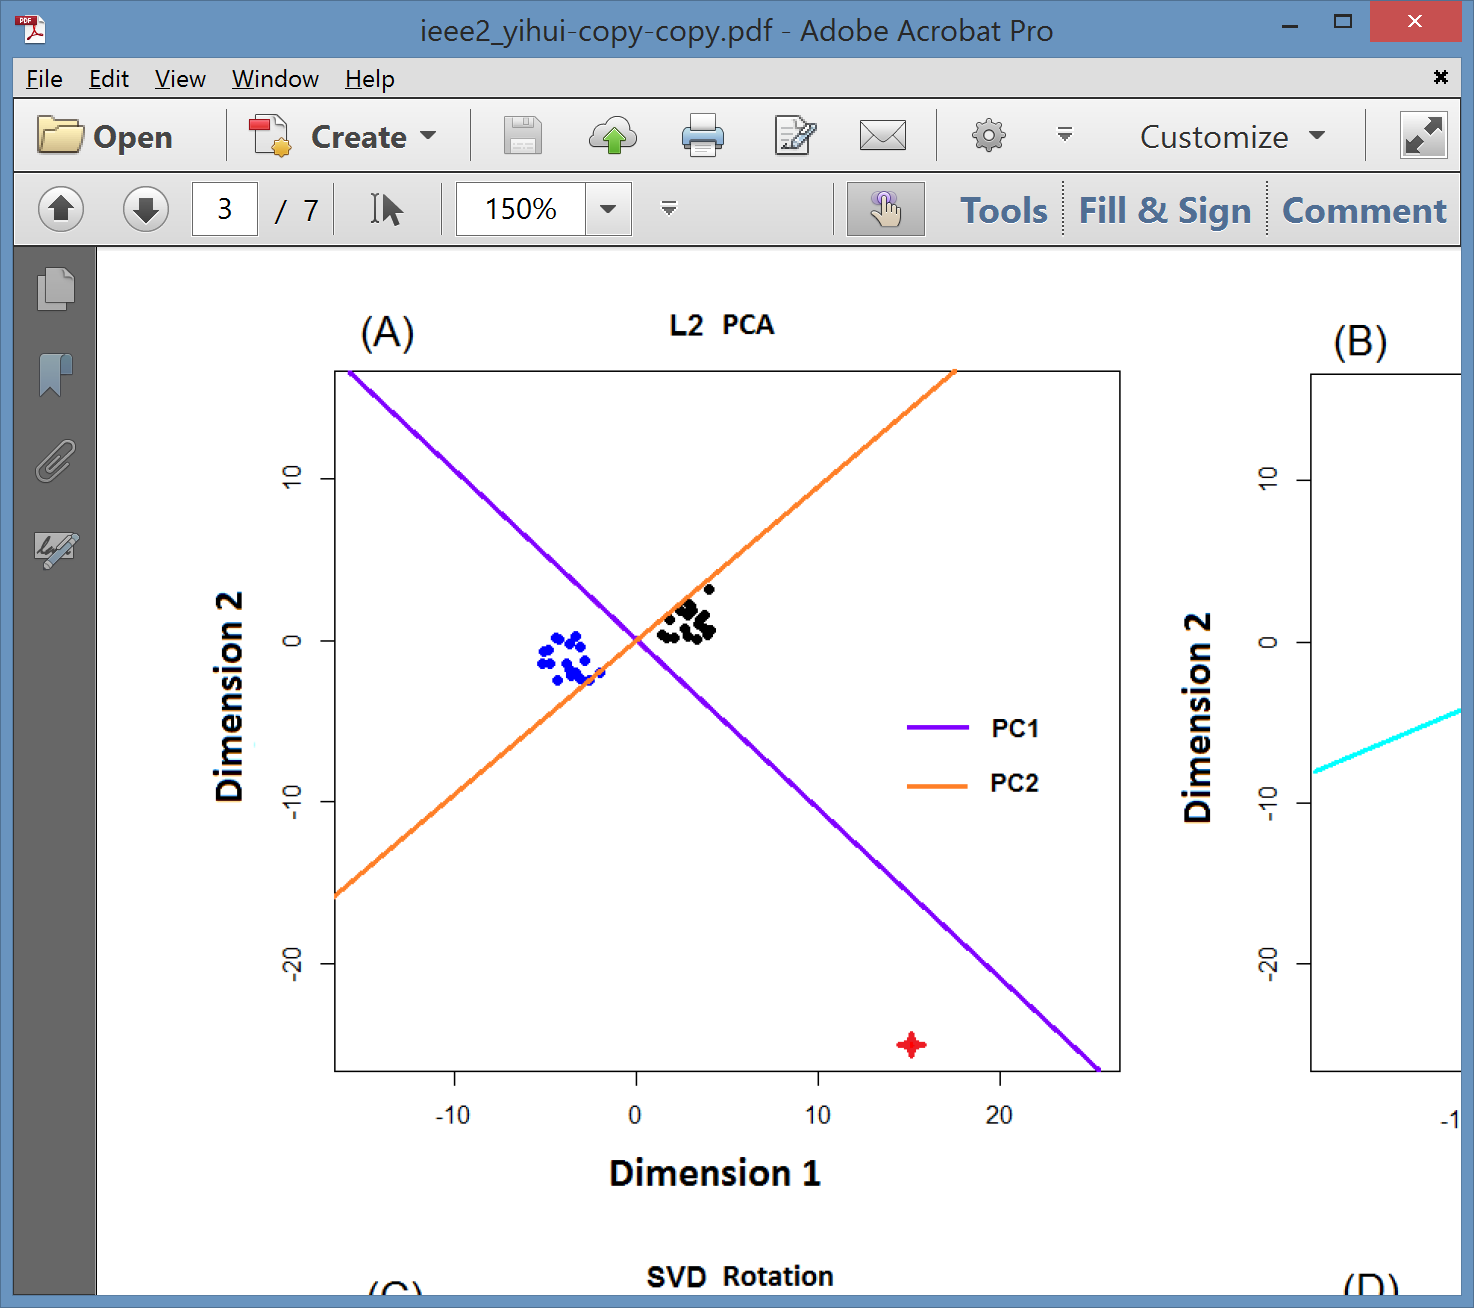 ieee2_yihui-copy-copy.pdf - Adobe Acrobat Pro
File Edit View Window Help
Open Create Customize
3 / 7 150% Tools Fill & Sign Comment
(A) L2 PCA
10
0
-10
-20
Dimension 2
PC1
PC2
-10 0 10 20
Dimension 1
(B)
10
0
-10
-20
Dimension 2
-1
(C) SVD Rotation
(D)